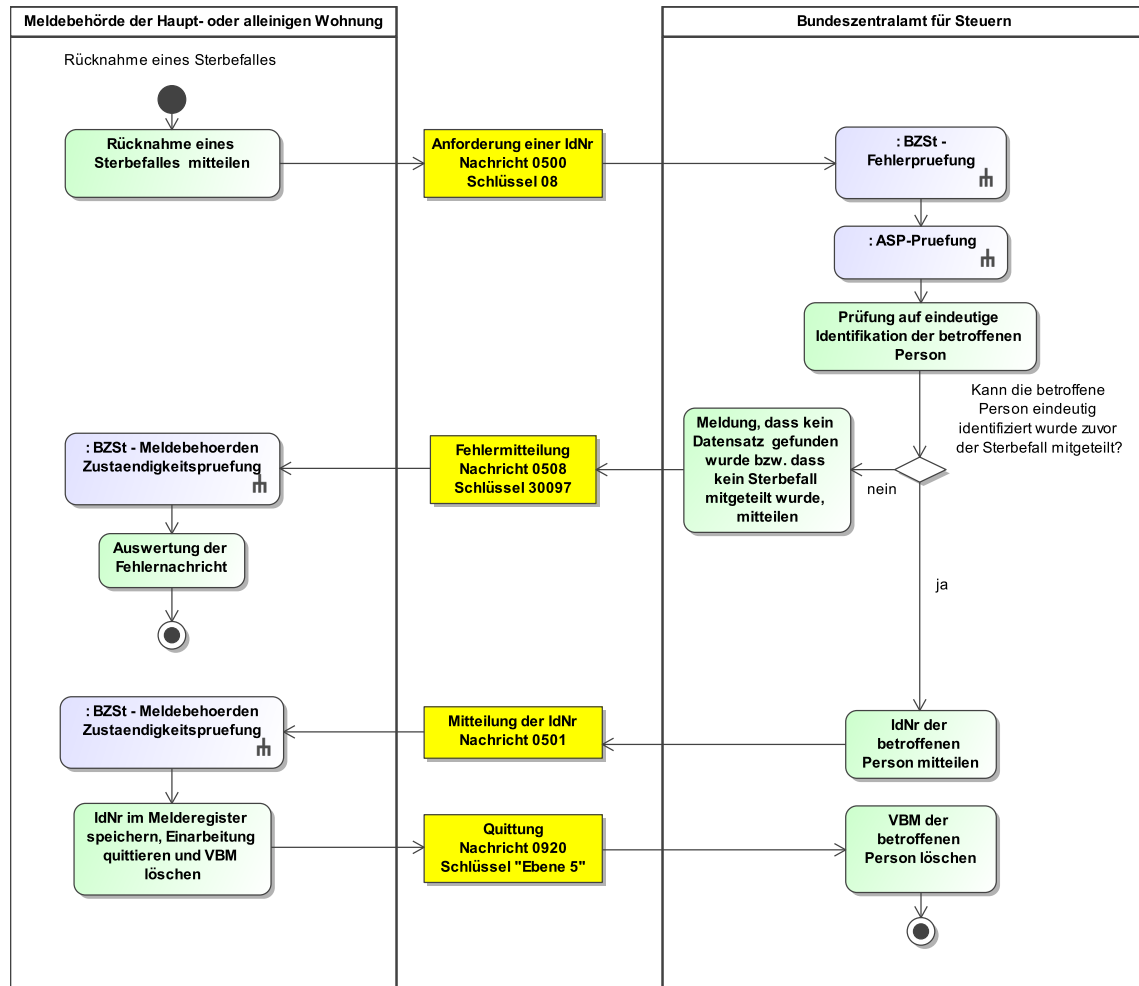 Meldebehörde der Haupt- oder alleinigen Wohnung
Bundeszentralamt für Steuern
Rücknahme eines Sterbefalles
Rücknahme eines
Sterbefalles mitteilen
Anforderung einer IdNr
Nachricht 0500
Schlüssel 08
: BZSt -
Fehlerpruefung
: ASP-Pruefung
Prüfung auf eindeutige
Identifikation der betroffenen
Person
Kann die betroffene
Person eindeutig
identifiziert wurde zuvor
der Sterbefall mitgeteilt?
nein
ja
Meldung, dass kein
Datensatz gefunden
wurde bzw. dass
kein Sterbefall
mitgeteilt wurde,
mitteilen
Fehlermitteilung
Nachricht 0508
Schlüssel 30097
: BZSt - Meldebehoerden
Zustaendigkeitspruefung
Auswertung der
Fehlernachricht
IdNr der
betroffenen
Person mitteilen
Mitteilung der IdNr
Nachricht 0501
: BZSt - Meldebehoerden
Zustaendigkeitspruefung
IdNr im Melderegister
speichern, Einarbeitung
quittieren und VBM
löschen
Quittung
Nachricht 0920
Schlüssel "Ebene 5"
VBM der
betroffenen
Person löschen